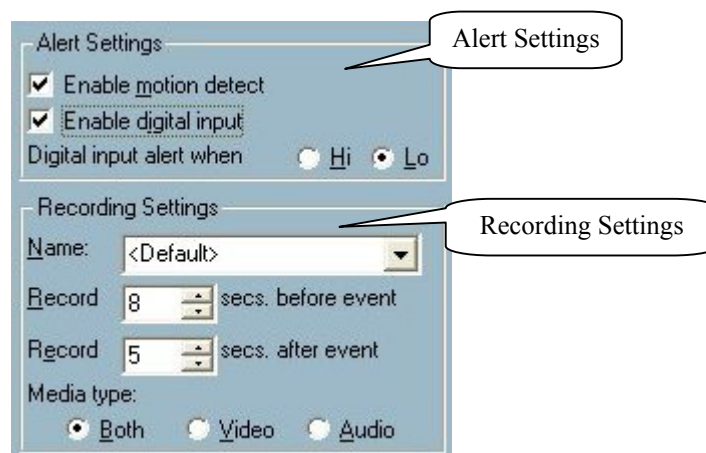 Alert Settings
Alert Settings
Enable motion detect
Enable digital input
Digital input alert when Hi Lo
Recording Settings
Recording Settings
Name: <Default>
Record 8 secs. before event
Record 5 secs. after event
Media type:
Both Video Audio